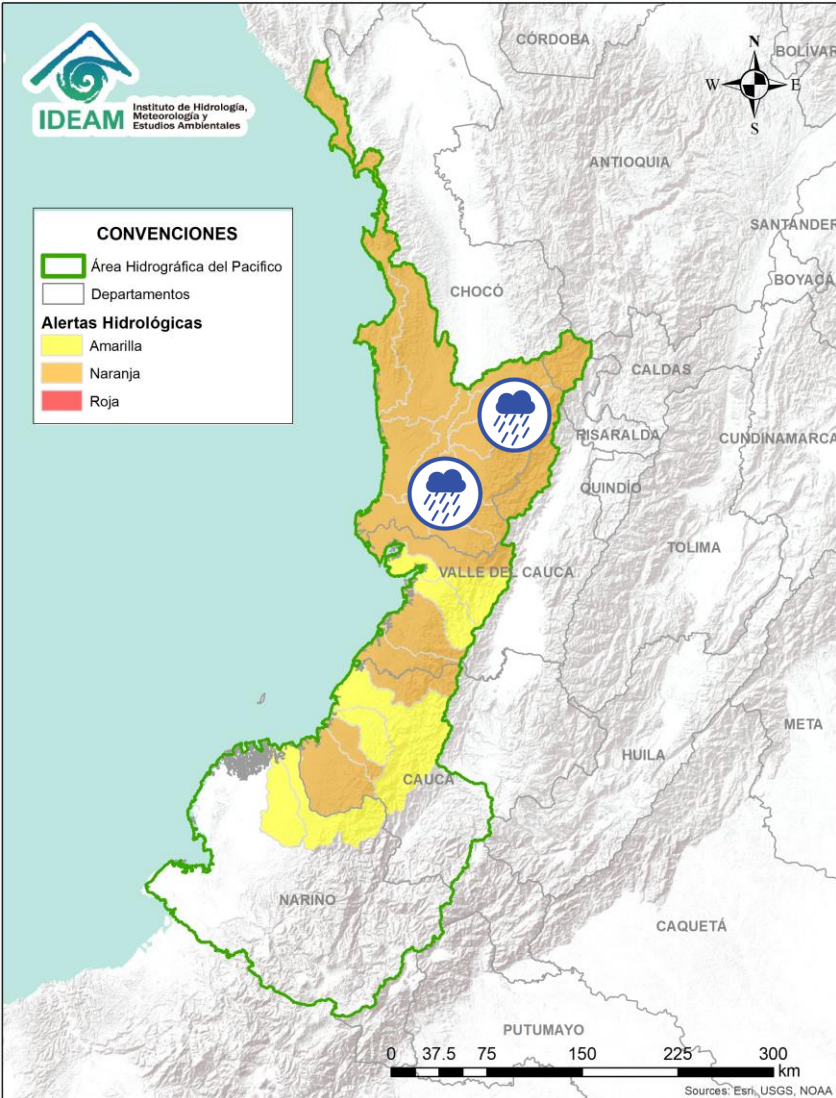 IDEAM
Instituto de Hidrología,
Meteorología y
Estudios Ambientales
CÓRDOBA
BOLÍVAR
N
W
E
S
ANTIOQUIA
SANTANDER
BOYACÁ
CONVENCIONES
Área Hidrográfica del Pacifico
Departamentos
Alertas Hidrológicas
Amarilla
Naranja
Roja
CHOCÓ
CALDAS
RISARALDA
CUNDINAMARCA
QUINDÍO
TOLIMA
VALLE DEL CAUCA
META
HUILA
CAUCA
NARIÑO
CAQUETÁ
PUTUMAYO
0 37.5 75 150 225 300
km
Sources: Esri, USGS, NOAA